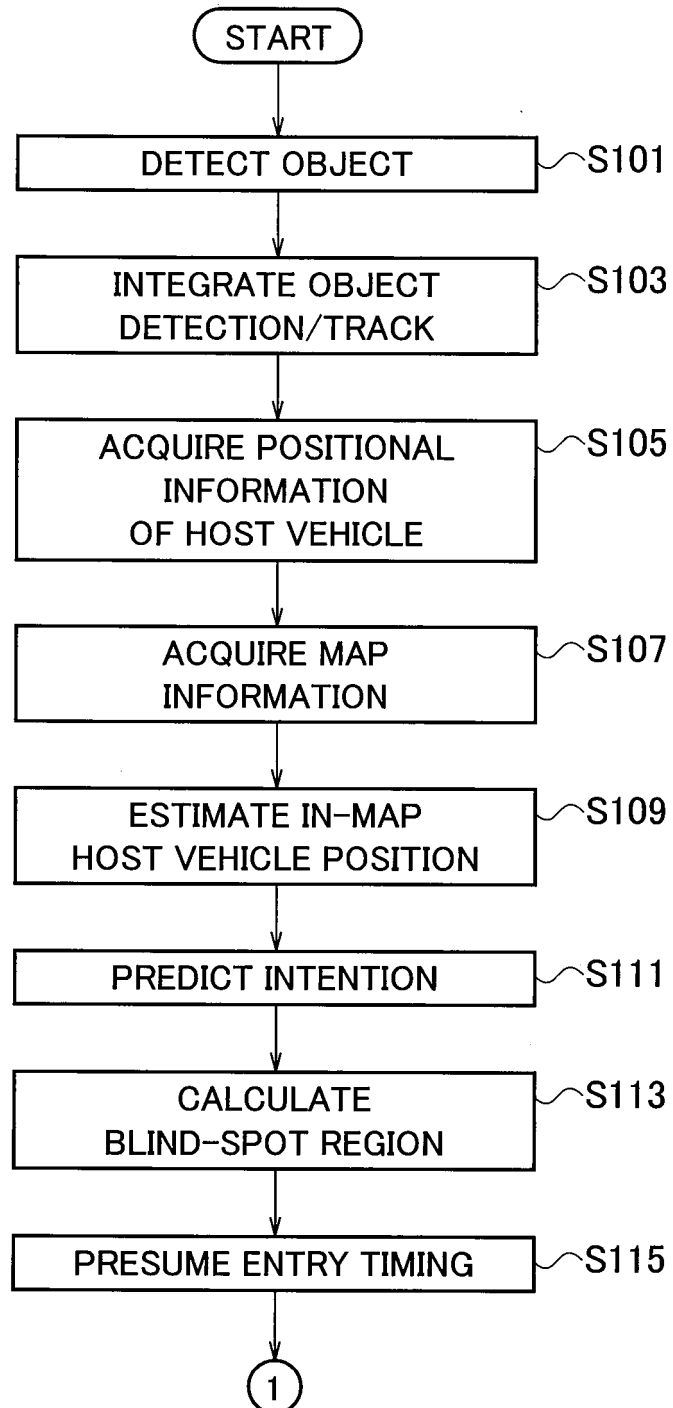 START
DETECT OBJECT
S101
INTEGRATE OBJECT
DETECTION/TRACK
S103
ACQUIRE POSITIONAL
INFORMATION
OF HOST VEHICLE
S105
ACQUIRE MAP
INFORMATION
S107
ESTIMATE IN-MAP
HOST VEHICLE POSITION
S109
PREDICT INTENTION
S111
CALCULATE
BLIND-SPOT REGION
S113
PRESUME ENTRY TIMING
S115
1